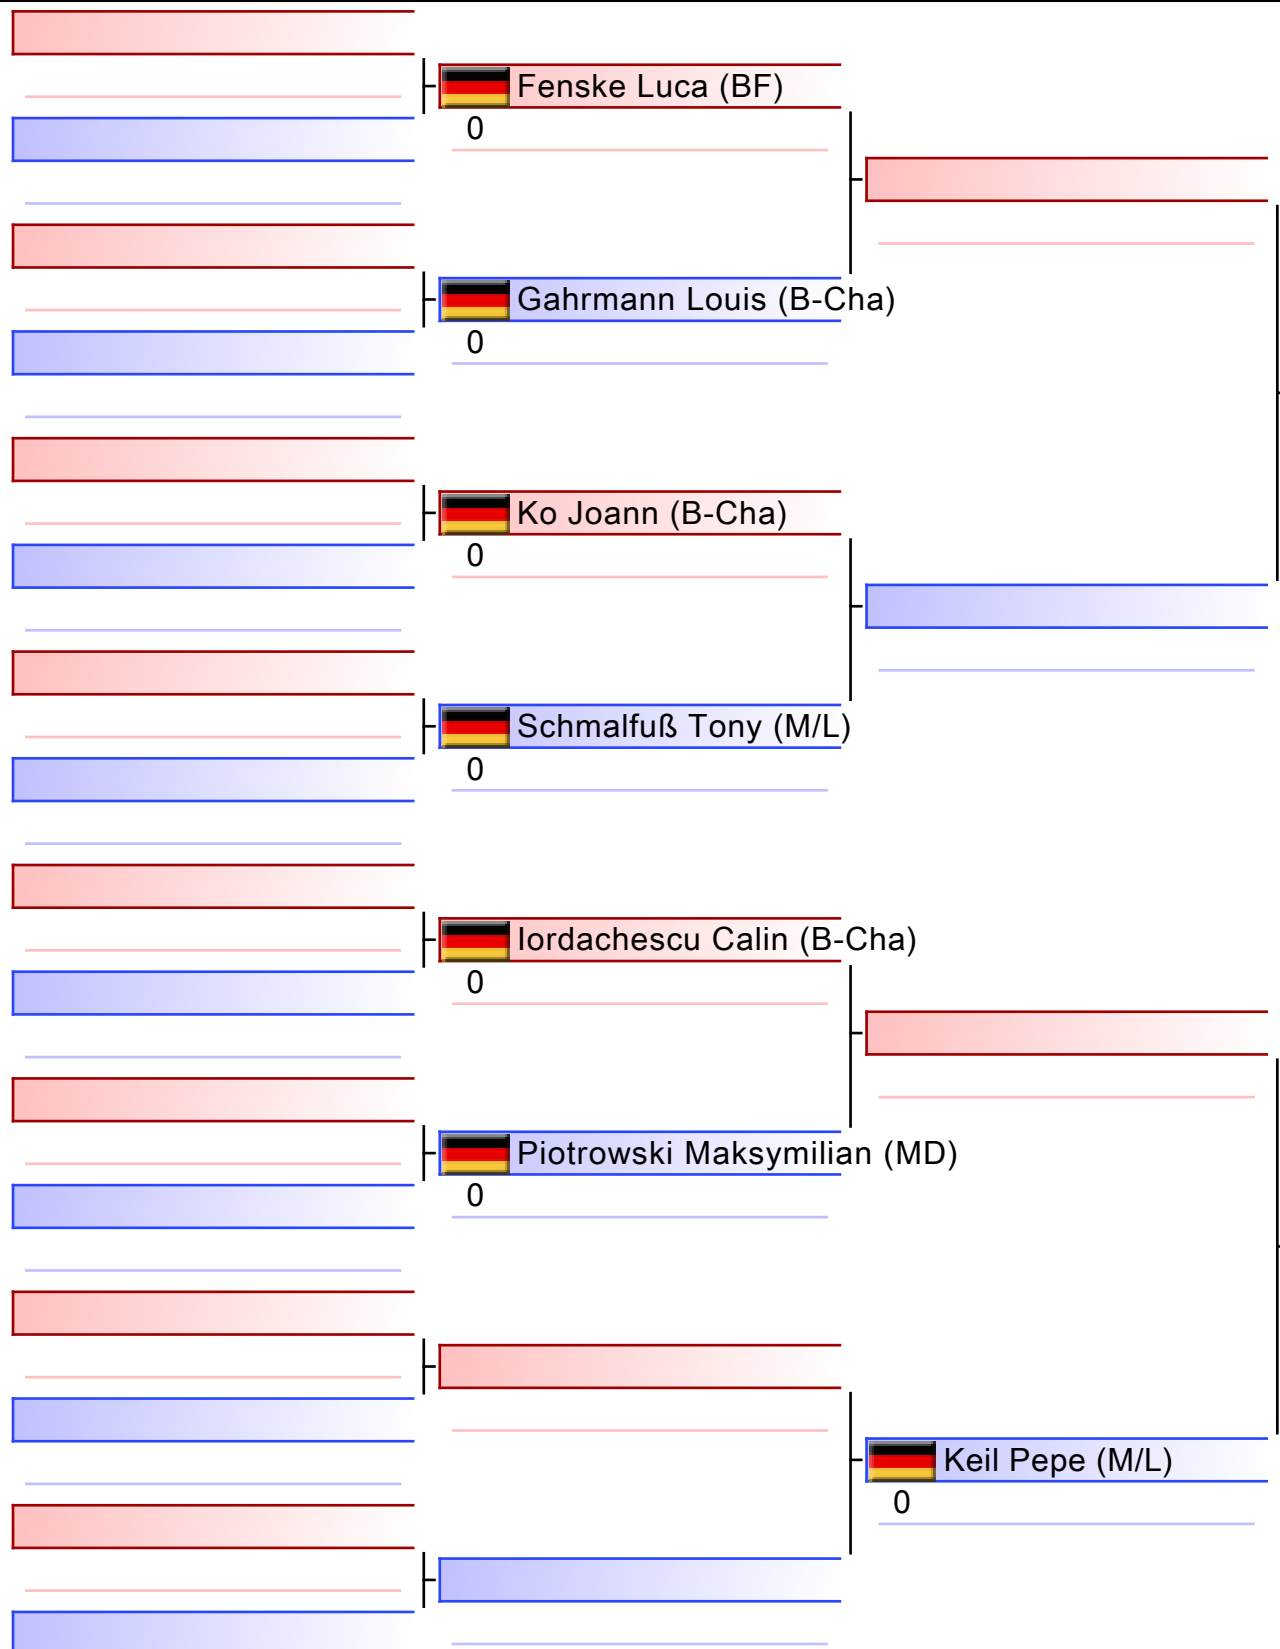 Fenske Luca (BF)
0
Gahrmann Louis (B-Cha)
0
Ko Joann (B-Cha)
0
Schmalfuß Tony (M/L)
0
Iordachescu Calin (B-Cha)
0
Piotrowski Maksymilian (MD)
0
Keil Pepe (M/L)
0